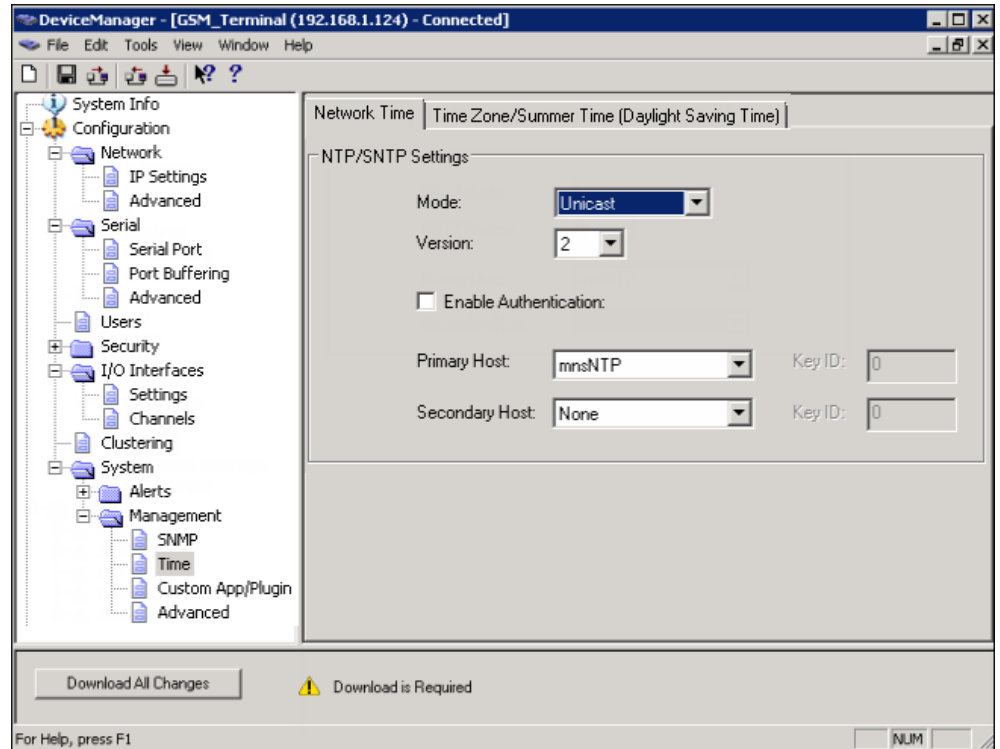 DeviceManager - [GSM_Terminal (192.168.1.124) - Connected]
File Edit Tools View Window Help
System Info
Configuration
Network
IP Settings
Advanced
Serial
Serial Port
Port Buffering
Advanced
Users
Security
I/O Interfaces
Settings
Channels
Clustering
System
Alerts
Management
SNMP
Time
Custom App/Plugin
Advanced
Network Time
Time Zone/Summer Time (Daylight Saving Time)
NTP/SNTP Settings
Mode: Unicast
Version: 2
Enable Authentication:
Primary Host: mnsNTP Key ID: 0
Secondary Host: None Key ID: 0
Download All Changes
Download is Required
For Help, press F1
NUM